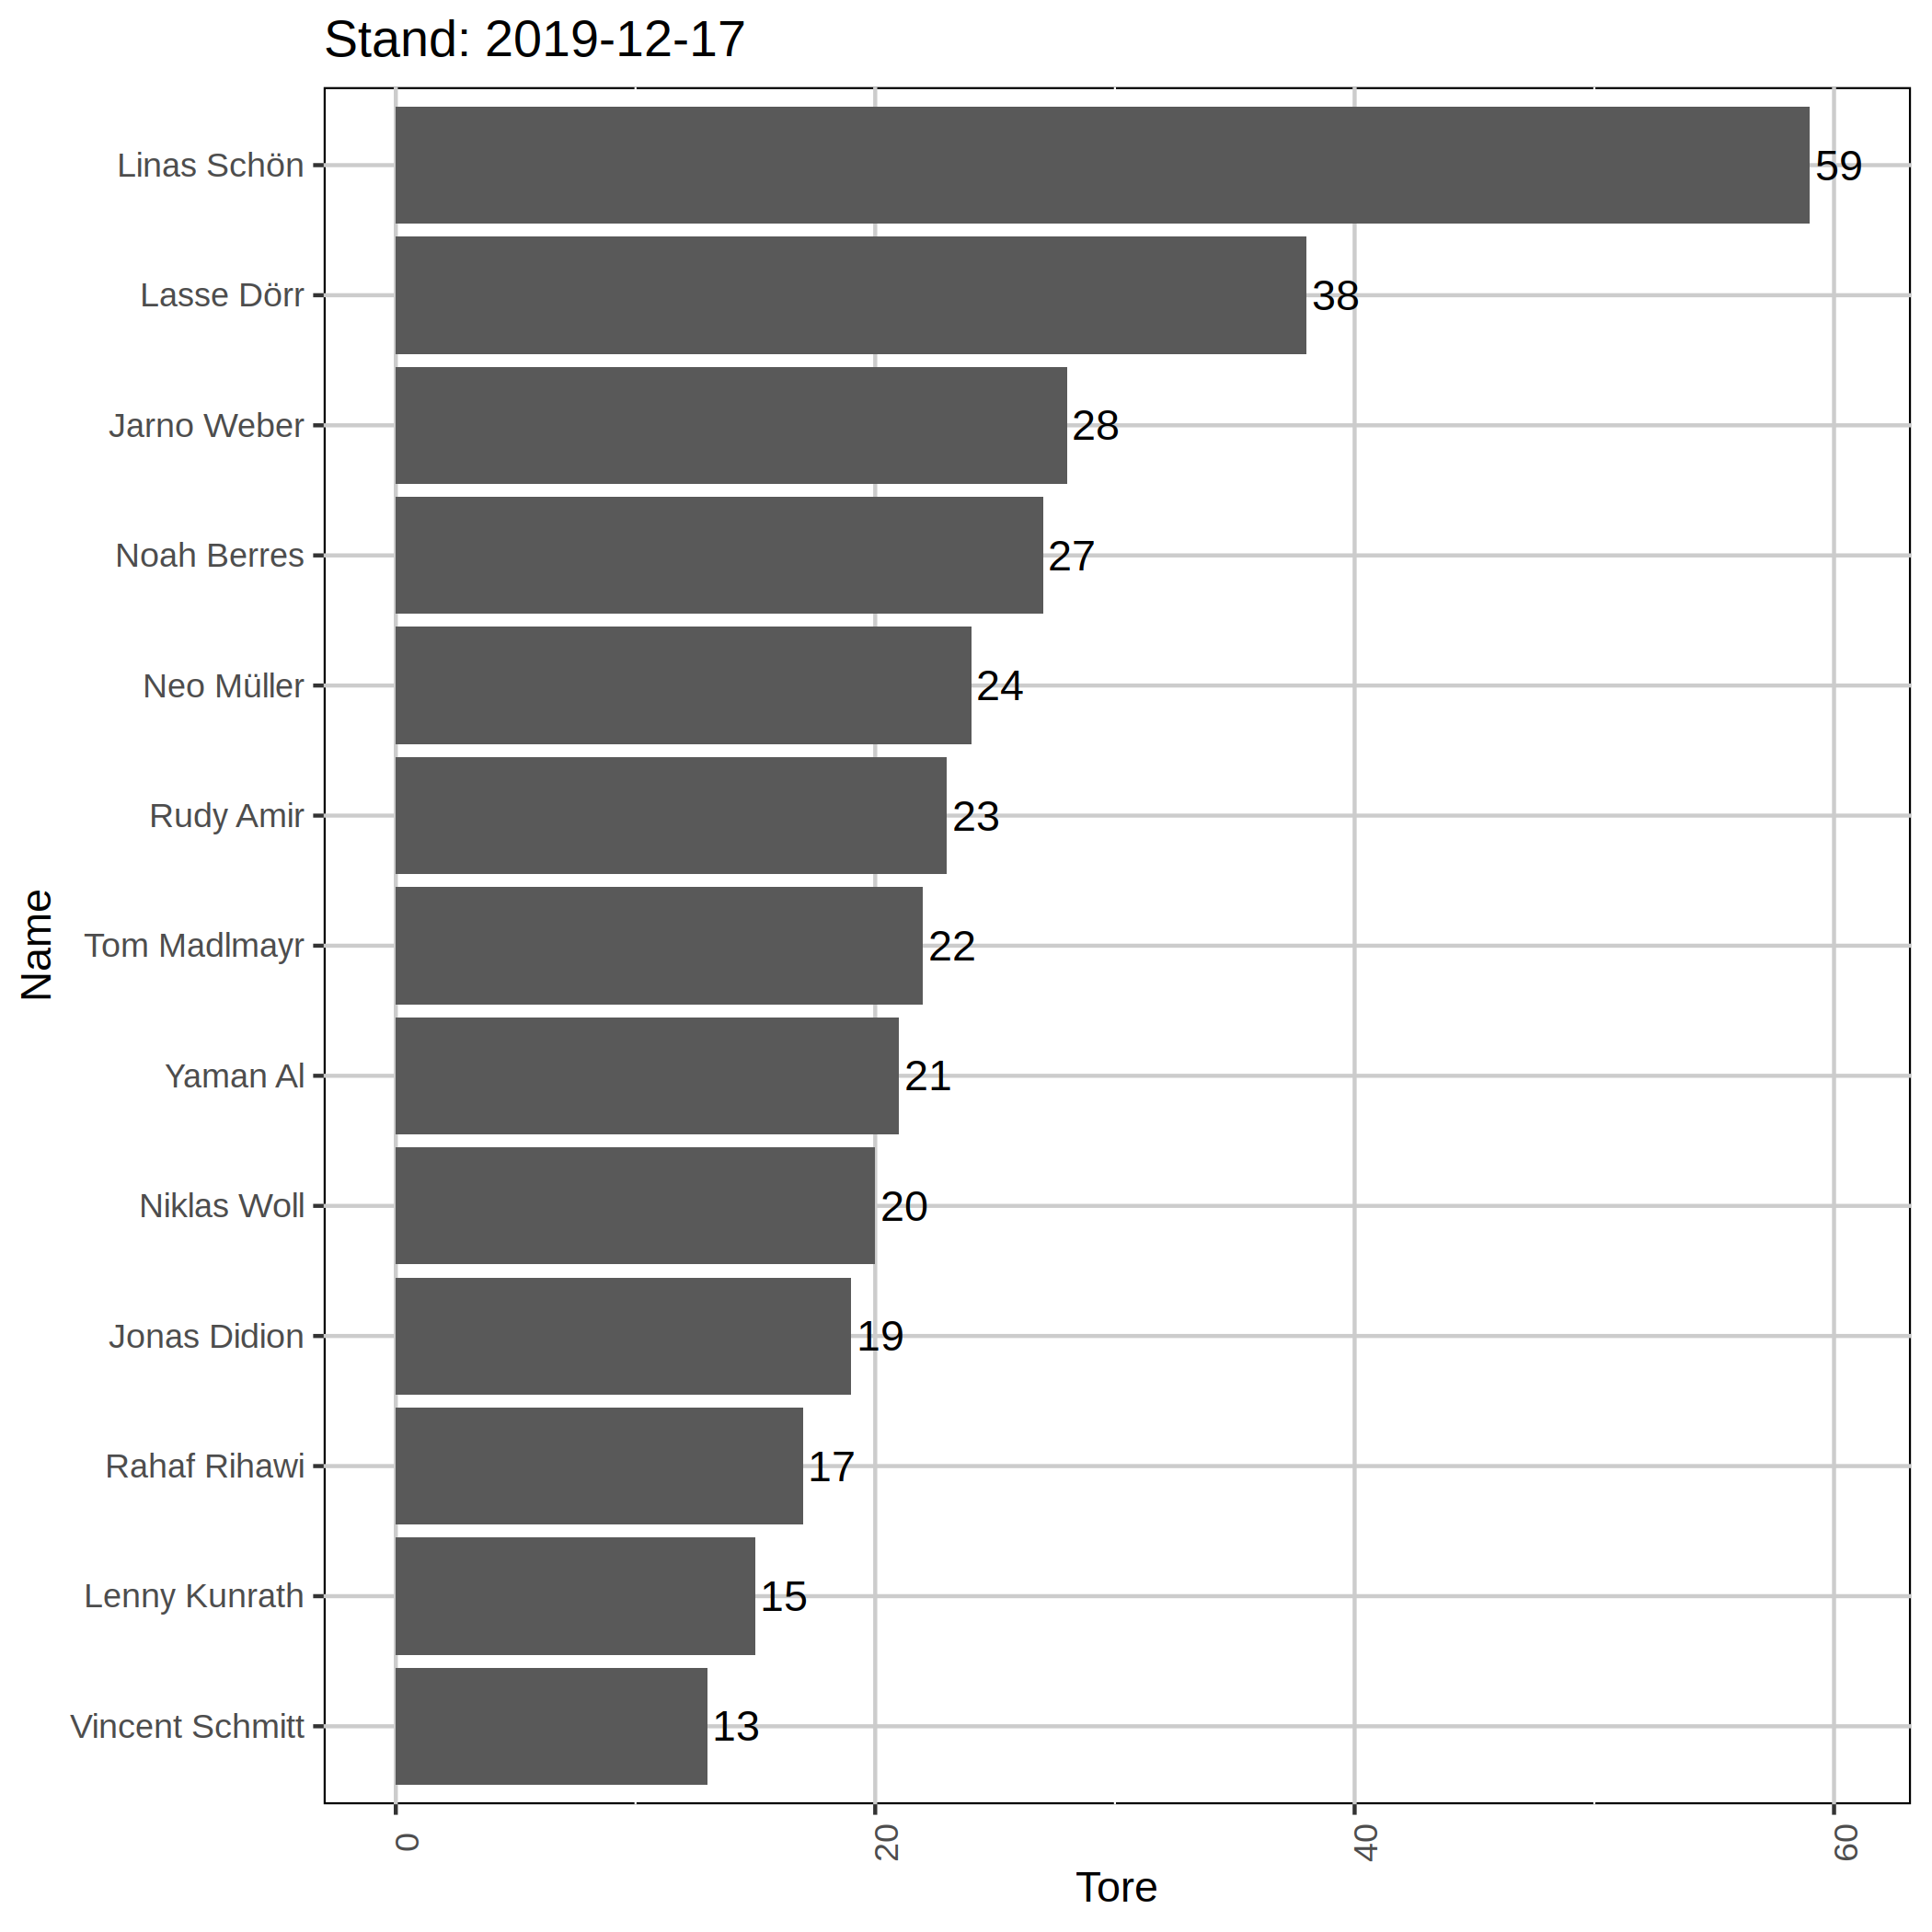 Stand: 2019-12-17
Linas Schön 59
Lasse Dörr 38
Jarno Weber 28
Noah Berres 27
Neo Müller 24
Rudy Amir 23
Tom Madlmayr 22
Yaman Al 21
Niklas Woll 20
Jonas Didion 19
Rahaf Rihawi 17
Lenny Kunrath 15
Vincent Schmitt 13
Name
0 20 40 60
Tore